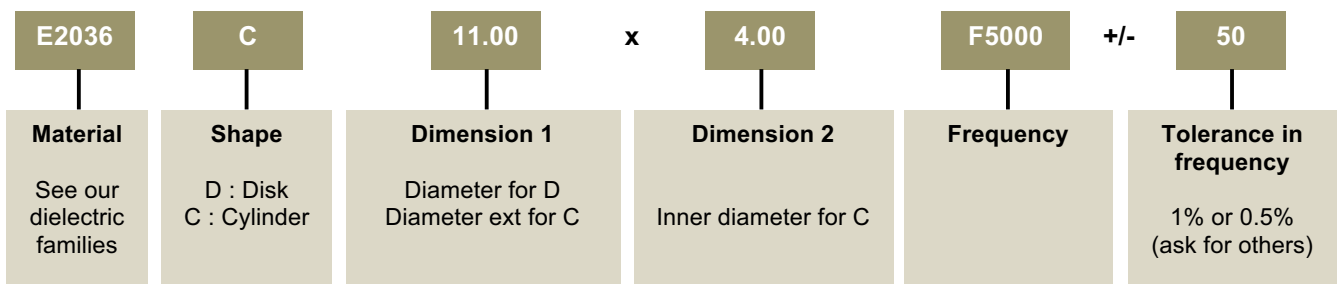 E2036 C 11.00 x 4.00 F5000 +/- 50
Material
See our
dielectric
families
Shape
D : Disk
C : Cylinder
Dimension 1
Diameter for D
Diameter ext for C
Dimension 2
Inner diameter for C
Frequency
Tolerance in
frequency
1% or 0.5%
(ask for others)